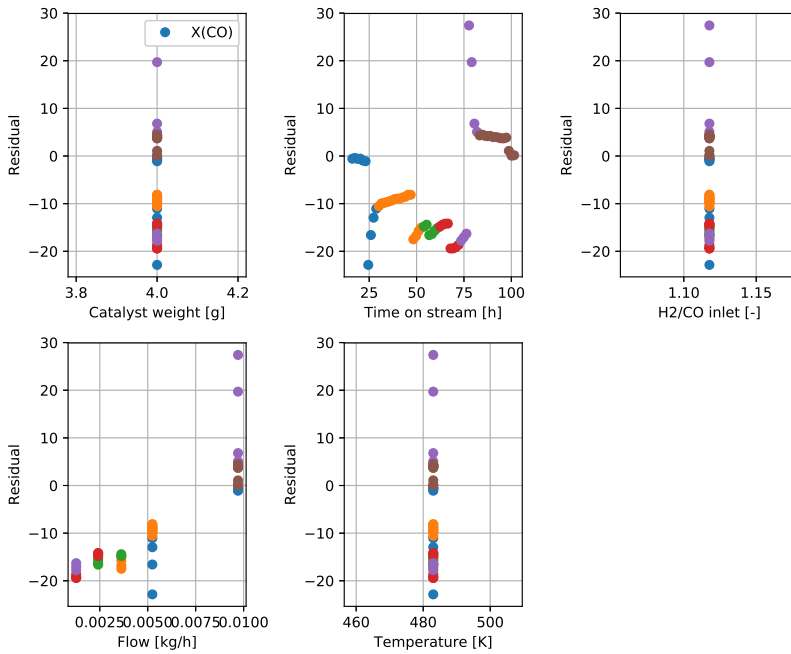 30
20
10
0
−10
−20
Residual
X(CO)
3.8 4.0 4.2
Catalyst weight [g]
30
20
10
0
−10
−20
Residual
25 50 75 100
Time on stream [h]
30
20
10
0
−10
−20
Residual
1.10 1.15
H2/CO inlet [-]
30
20
10
0
−10
−20
Residual
0.0025 0.0050 0.0075 0.0100
Flow [kg/h]
30
20
10
0
−10
−20
Residual
460 480 500
Temperature [K]